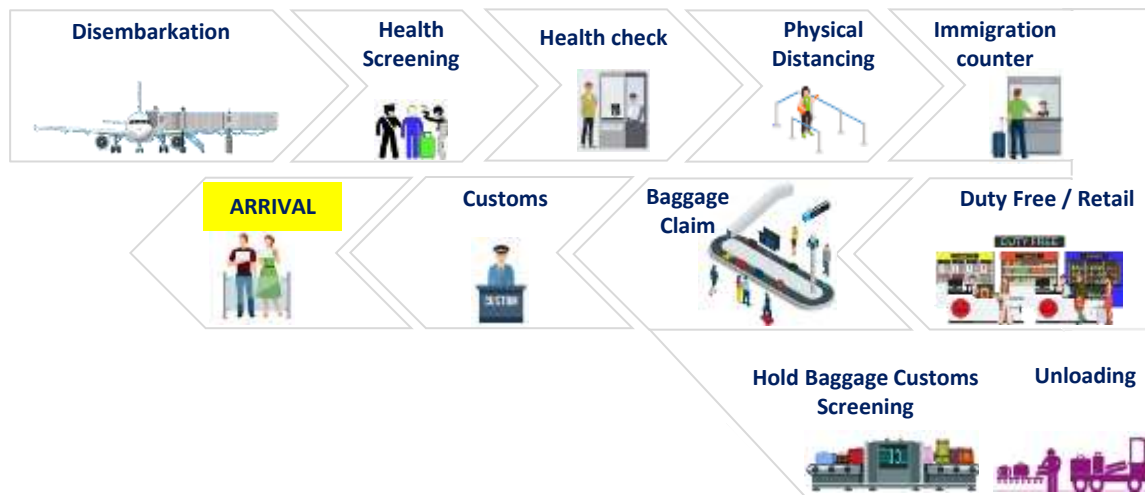 Disembarkation
Health
Screening
Health check
Physical
Distancing
Immigration
counter
ARRIVAL
Customs
Baggage
Claim
Duty Free / Retail
DUTY FREE
CUSTOM
Hold Baggage Customs
Screening
Unloading